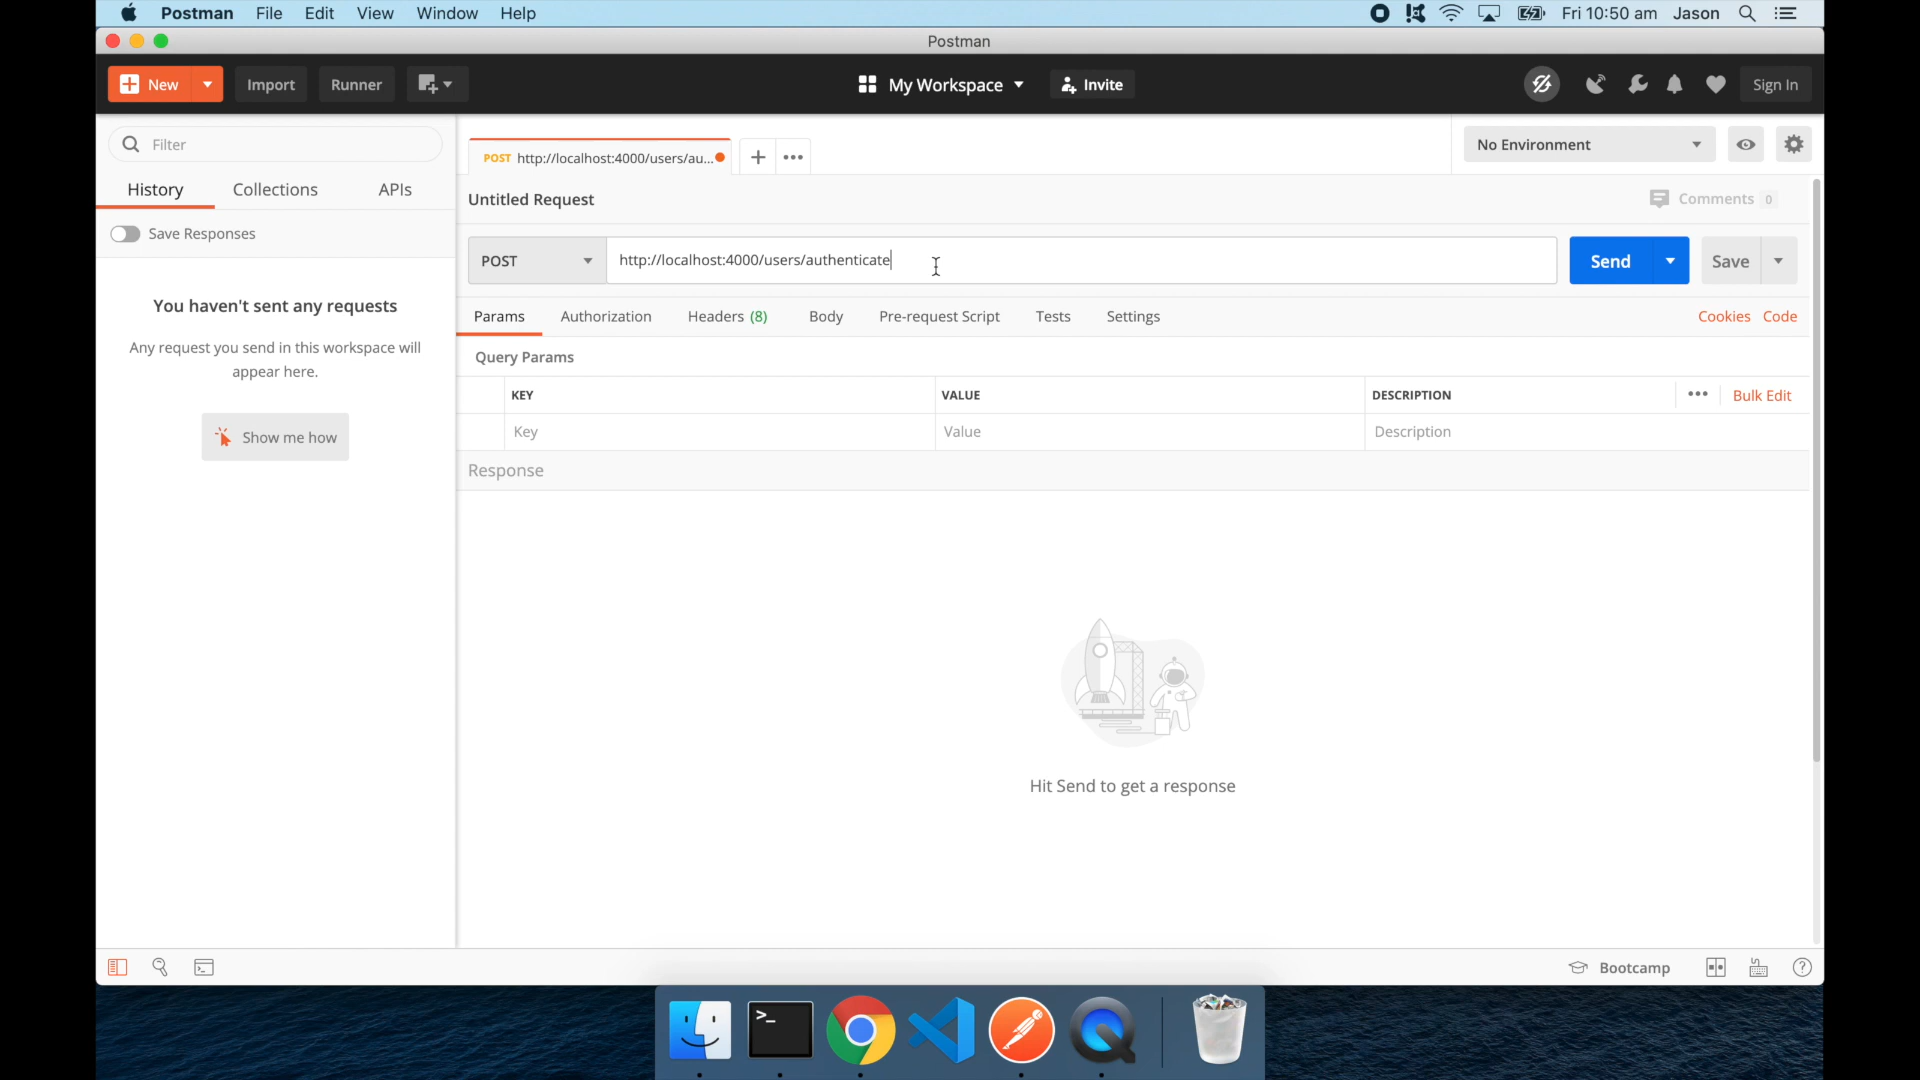 Postman File Edit View Window Help Fri 10:50 am Jason
Postman
New Import Runner My Workspace Invite Sign In
Filter
POST http://localhost:4000/users/au... No Environment
History Collections APIs
Untitled Request Comments 0
Save Responses
POST http://localhost:4000/users/authenticate Send Save
You haven't sent any requests
Any request you send in this workspace will
appear here.
Show me how
Params Authorization Headers (8) Body Pre-request Script Tests Settings Cookies Code
Query Params
KEY VALUE DESCRIPTION Bulk Edit
Key Value Description
Response
Hit Send to get a response
Bootcamp